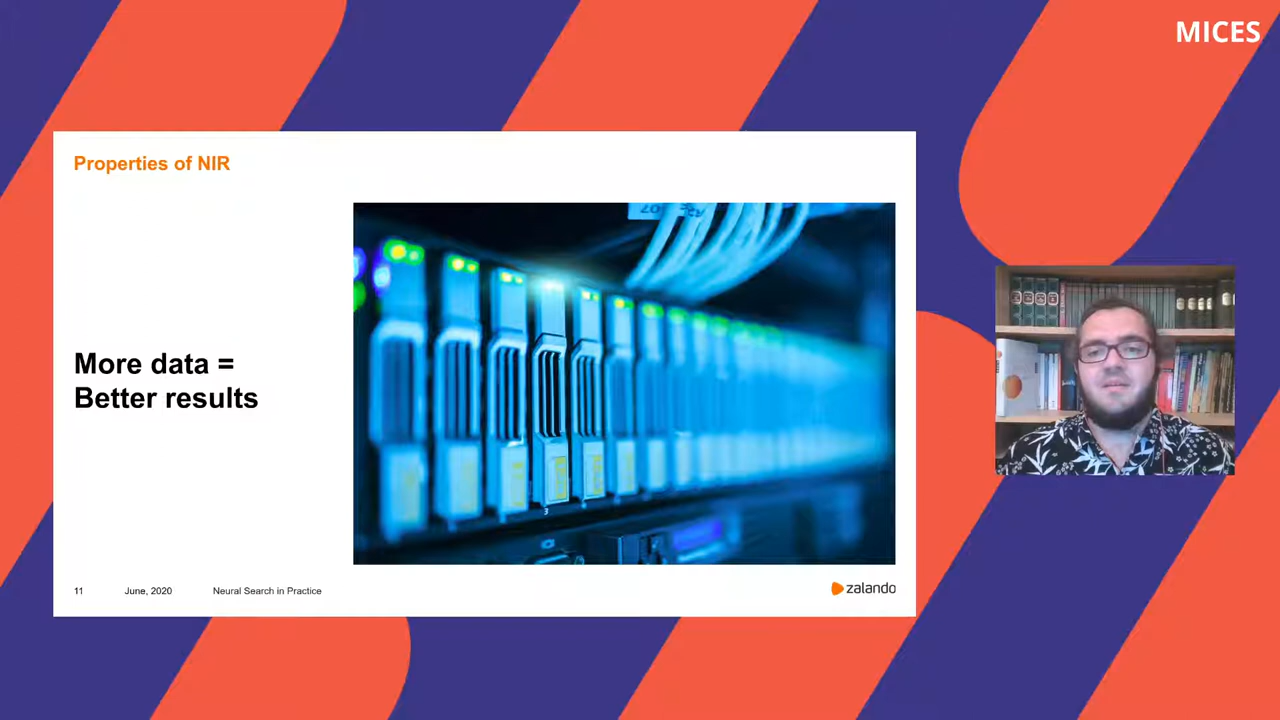 MICES
Properties of NIR
More data =
Better results
11 June, 2020 Neural Search in Practice
zalando